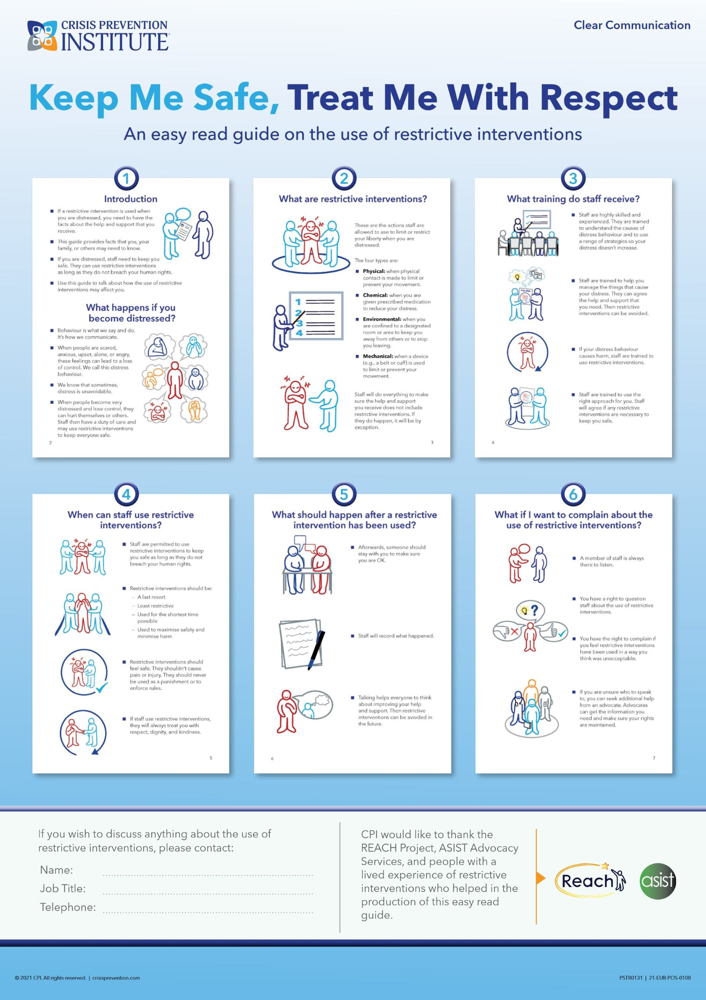 CRISIS PREVENTION
INSTITUTE
Clear Communication
Keep Me Safe, Treat Me With Respect
An easy read guide on the use of restrictive interventions
1
Introduction
If a restrictive intervention is used when
you are distressed, you need to have the
facts about the help and support that you
receive.
This guide provides facts that you, your
family, or others may need to know.
If you are distressed, staff need to keep you
safe. They can use restrictive interventions
as long as they do not breach your human rights.
Use this guide to talk about how the use of restrictive
interventions may affect you.
What happens if you
become distressed?
Behaviour is what we say and do.
It's how we communicate.
When people are scared,
anxious, upset, alone, or angry,
these feelings can lead to a loss
of control. We call this distress
behaviour.
We know that sometimes,
distress is unavoidable.
When people become very
distressed and lose control, they
can hurt themselves or others.
Staff then have a duty of care and
may use restrictive interventions
to keep everyone safe.
2
2
What are restrictive interventions?
These are the actions staff are
allowed to use to limit or restrict
your liberty when you are
distressed.
The four types are:
Physical: when physical
contact is made to limit or
prevent your movement.
Chemical: when you are
given prescribed medication
to reduce your distress.
Environmental: when you
are confined to a designated
room or area to keep you
away from others or to stop
you leaving.
Mechanical: when a device
(e.g., a belt or cuff) is used
to limit or prevent your
movement.
1
2
3
4
Staff will do everything to make
sure the help and support
you receive does not include
restrictive interventions. If
they do happen, it will be by
exception.
3
3
What training do staff receive?
Staff are highly skilled and
experienced. They are trained
to understand the causes of
distress behaviour and to use
a range of strategies so your
distress doesn't increase.
my plan
Staff are trained to help you
manage the things that cause
your distress. They can agree
the help and support that
you need. Then restrictive
interventions can be avoided.
If your distress behaviour
causes harm, staff are trained to
use restrictive interventions.
Staff are trained to use the
right approach for you. Staff
will agree if any restrictive
interventions are necessary to
keep you safe.
4
4
When can staff use restrictive
interventions?
Staff are permitted to use
restrictive interventions to keep
you safe as long as they do not
breach your human rights.
Restrictive interventions should be:
– A last resort
– Least restrictive
– Used for the shortest time
possible
– Used to maximise safety and
minimise harm
Restrictive interventions should
feel safe. They shouldn't cause
pain or injury. They should never
be used as a punishment or to
enforce rules.
If staff use restrictive interventions,
they will always treat you with
respect, dignity, and kindness.
5
5
What should happen after a restrictive
intervention has been used?
Afterwards, someone should
stay with you to make sure
you are OK.
Staff will record what happened.
Talking helps everyone to think
about improving your help
and support. Then restrictive
interventions can be avoided in
the future.
6
6
What if I want to complain about the
use of restrictive interventions?
A member of staff is always
there to listen.
?
You have a right to question
staff about the use of restrictive
interventions.
You have the right to complain if
you feel restrictive interventions
have been used in a way you
think was unacceptable.
If you are unsure who to speak
to, you can seek additional help
from an advocate. Advocates
can get the information you
need and make sure your rights
are maintained.
7
If you wish to discuss anything about the use of
restrictive interventions, please contact:
Name:
Job Title:
Telephone:
CPI would like to thank the
REACH Project, ASIST Advocacy
Services, and people with a
lived experience of restrictive
interventions who helped in the
production of this easy read
guide.
Reach
asist
© 2021 CPI. All rights reserved. | crisisprevention.com
PSTR0131 | 21-EUR-POS-0108